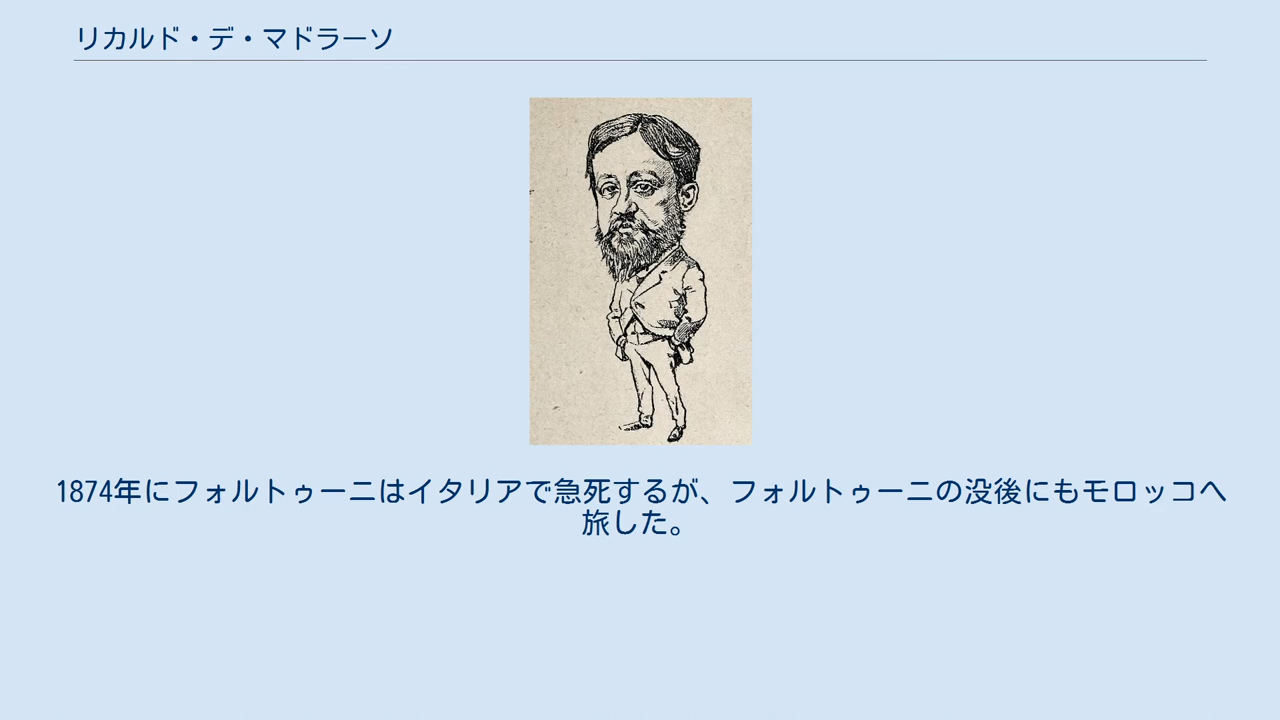 リカルド・デ・マドラーソ
1874年にフォルトゥーニはイタリアで急死するが、フォルトゥーニの没後にもモロッコへ
旅した。